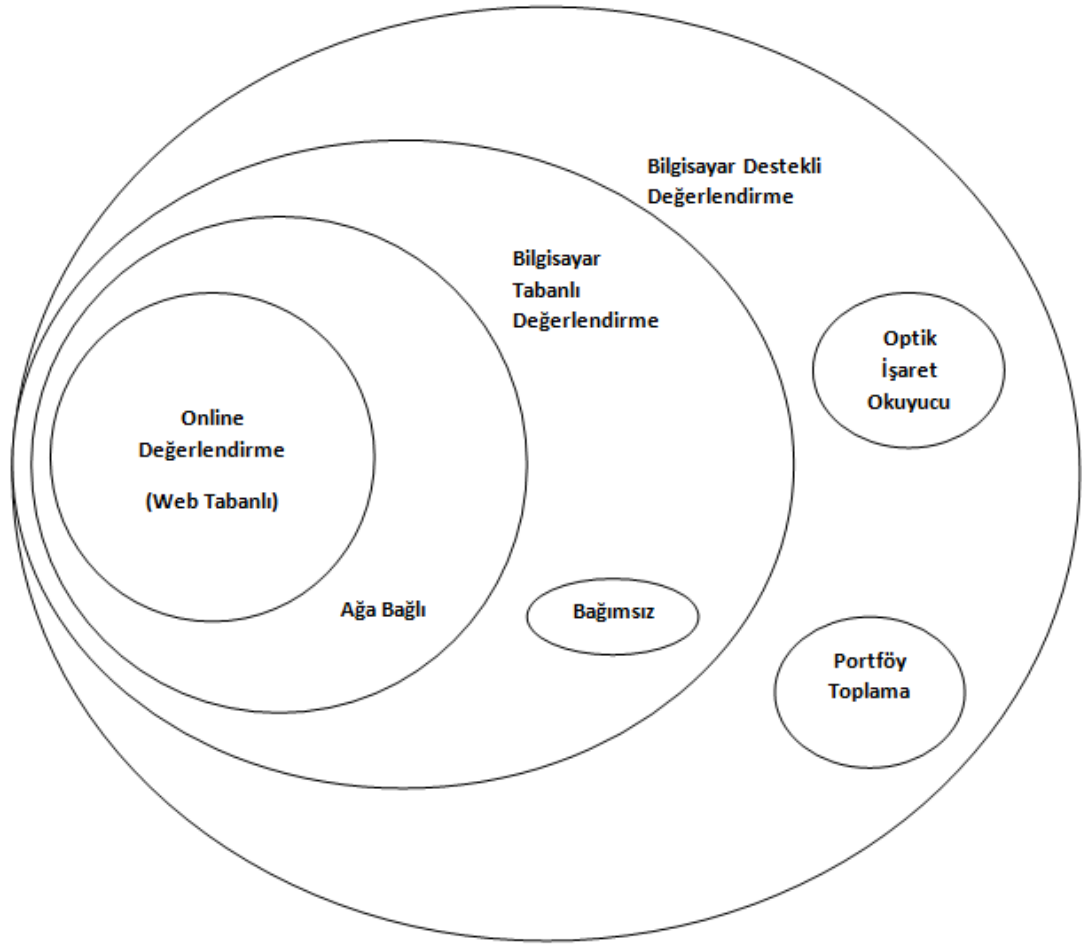 Bilgisayar Destekli
Değerlendirme
Bilgisayar
Tabanlı
Değerlendirme
Optik
İşaret
Okuyucu
Online
Değerlendirme
(Web Tabanlı)
Ağa Bağlı
Bağımsız
Portföy
Toplama